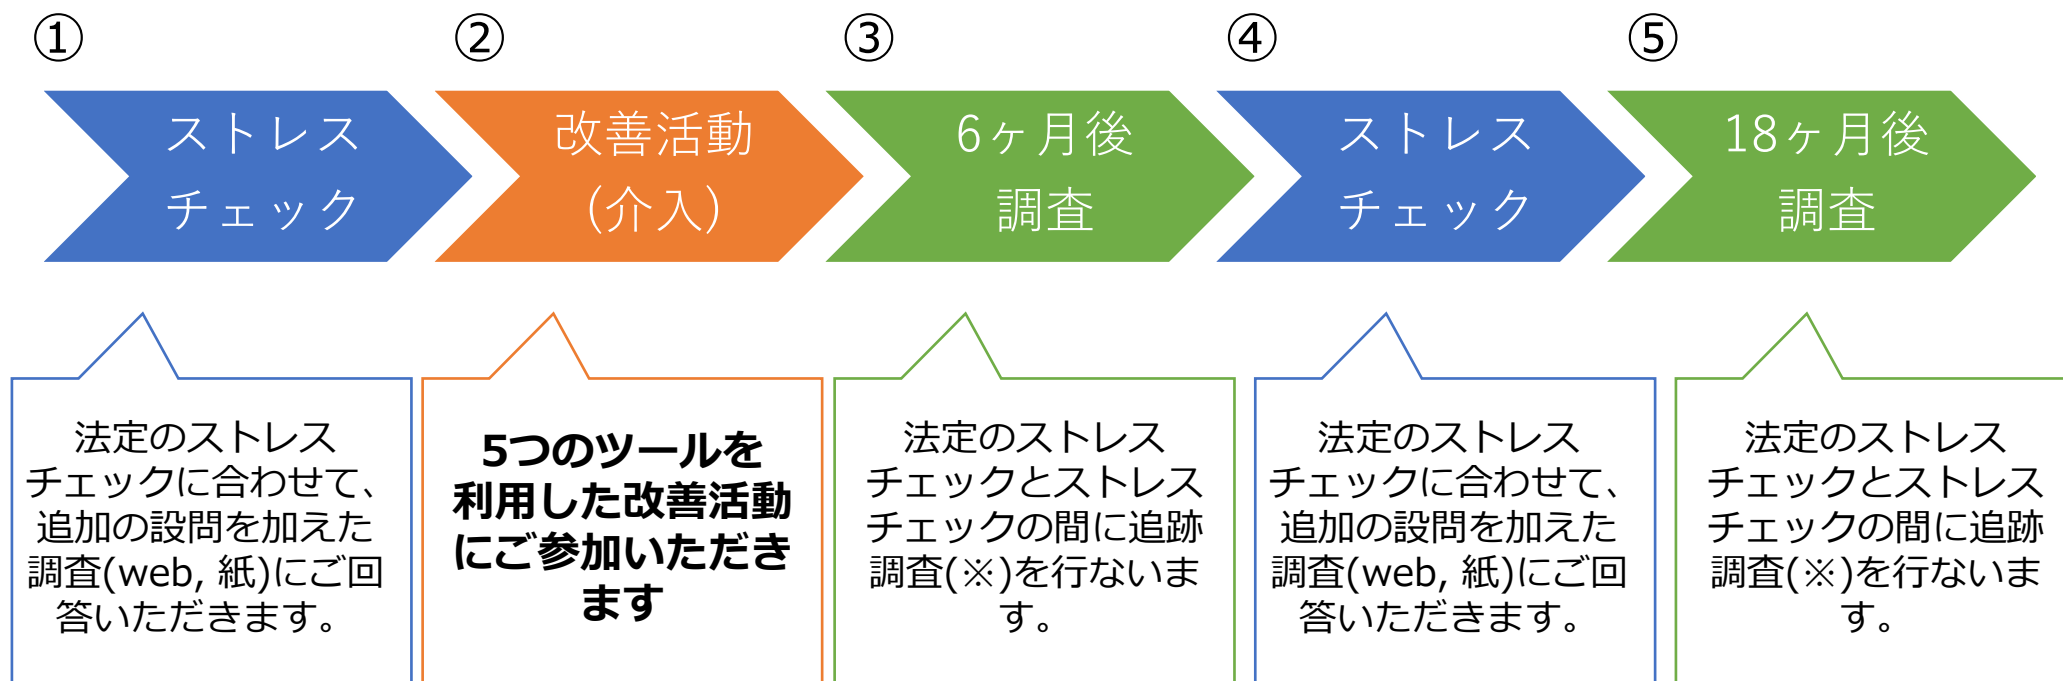 ①
②
③
④
⑤
ストレス
チェック
改善活動
(介入)
6ヶ月後
調査
ストレス
チェック
18ヶ月後
調査
法定のストレス
チェックに合わせて、
追加の設問を加えた
調査(web, 紙)にご回
答いただきます。
5つのツールを
利用した改善活動
にご参加いただき
ます
法定のストレス
チェックとストレス
チェックの間に追跡
調査(※)を行ないま
す。
法定のストレス
チェックに合わせて、
追加の設問を加えた
調査(web, 紙)にご回
答いただきます。
法定のストレス
チェックとストレス
チェックの間に追跡
調査(※)を行ないま
す。